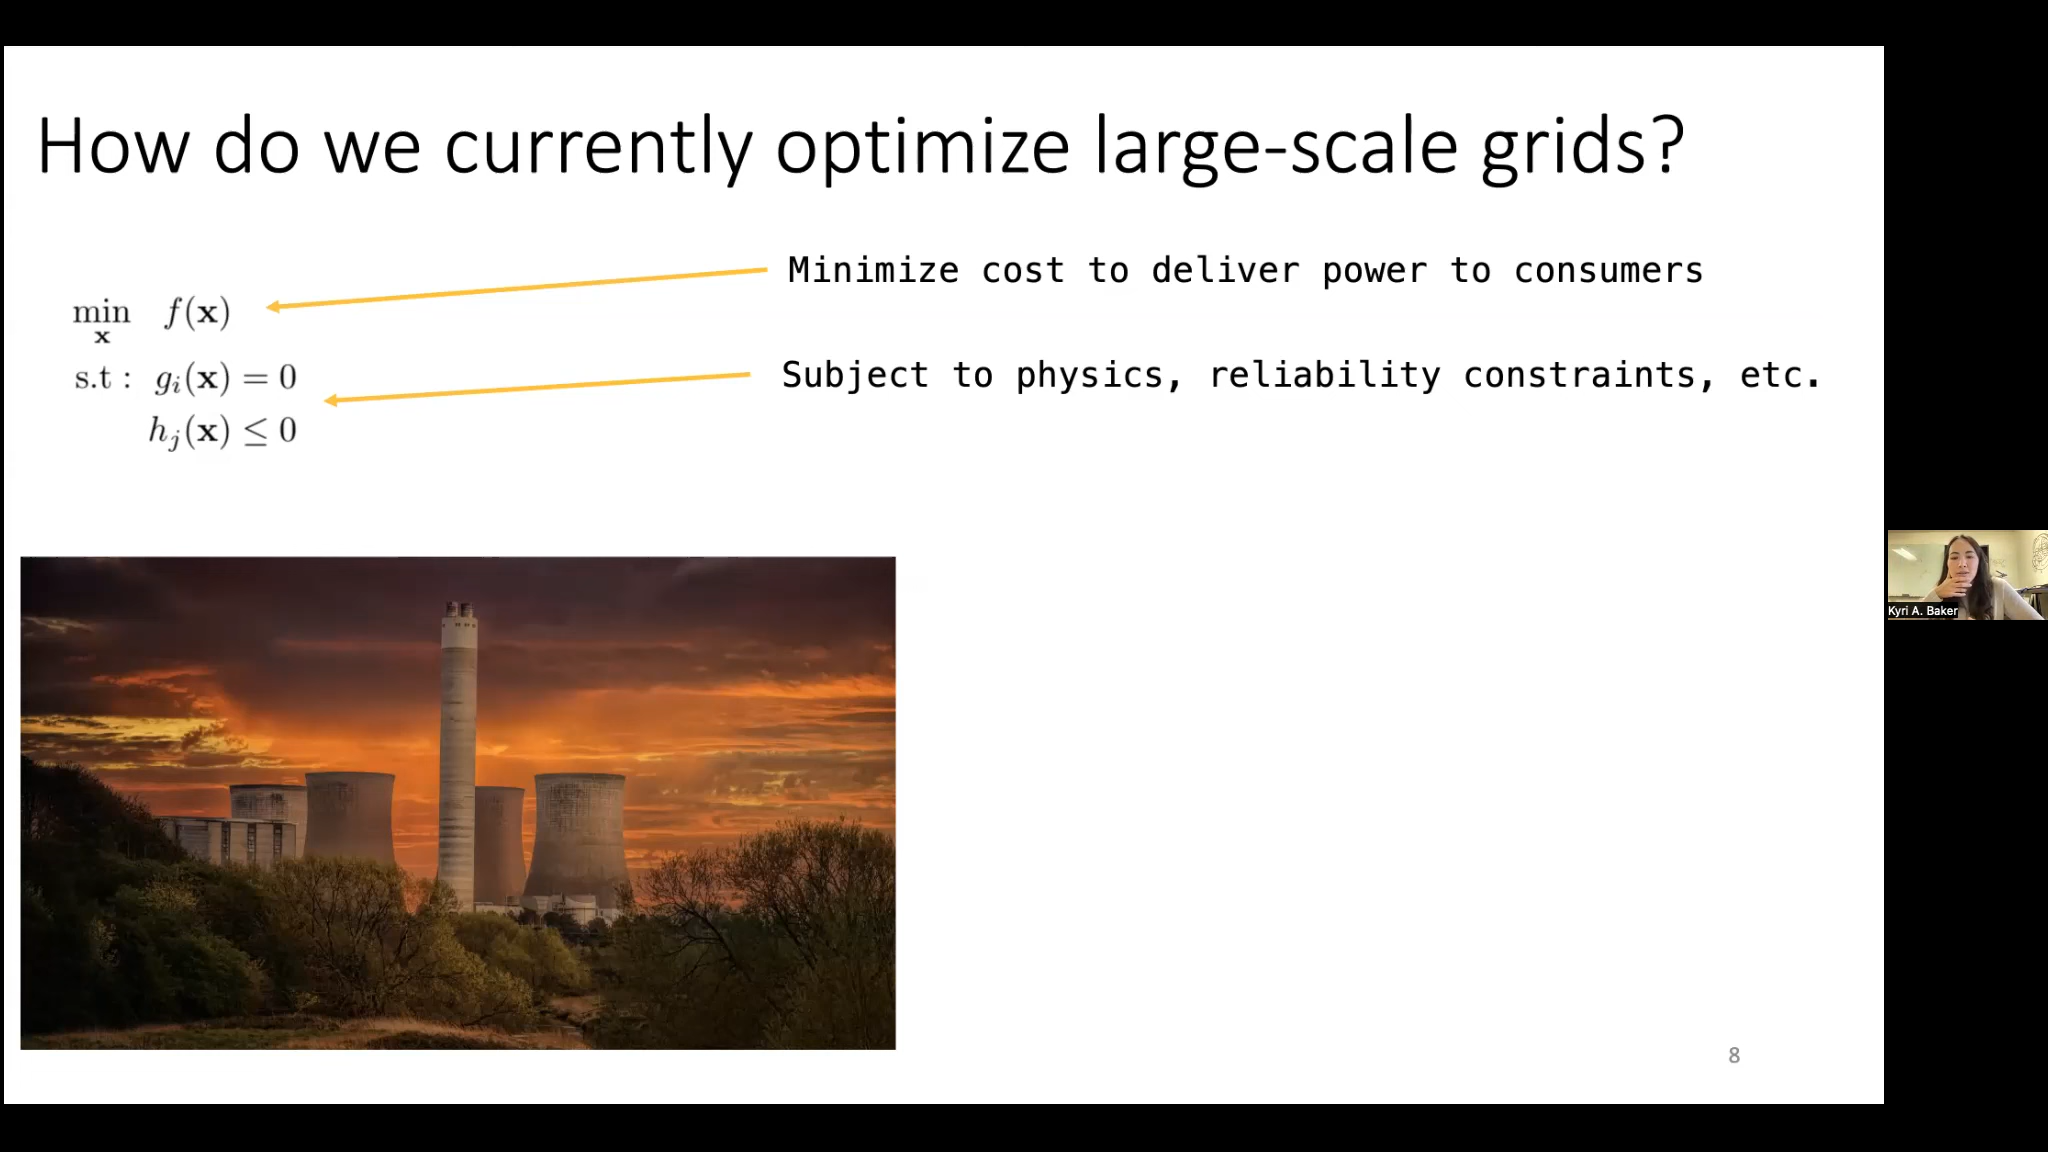 How do we currently optimize large-scale grids?
Minimize cost to deliver power to consumers
min f(x)
x
Subject to physics, reliability constraints, etc.
s.t : gᵢ(x) = 0
hⱼ(x) ≤ 0
Kyri A. Baker
8